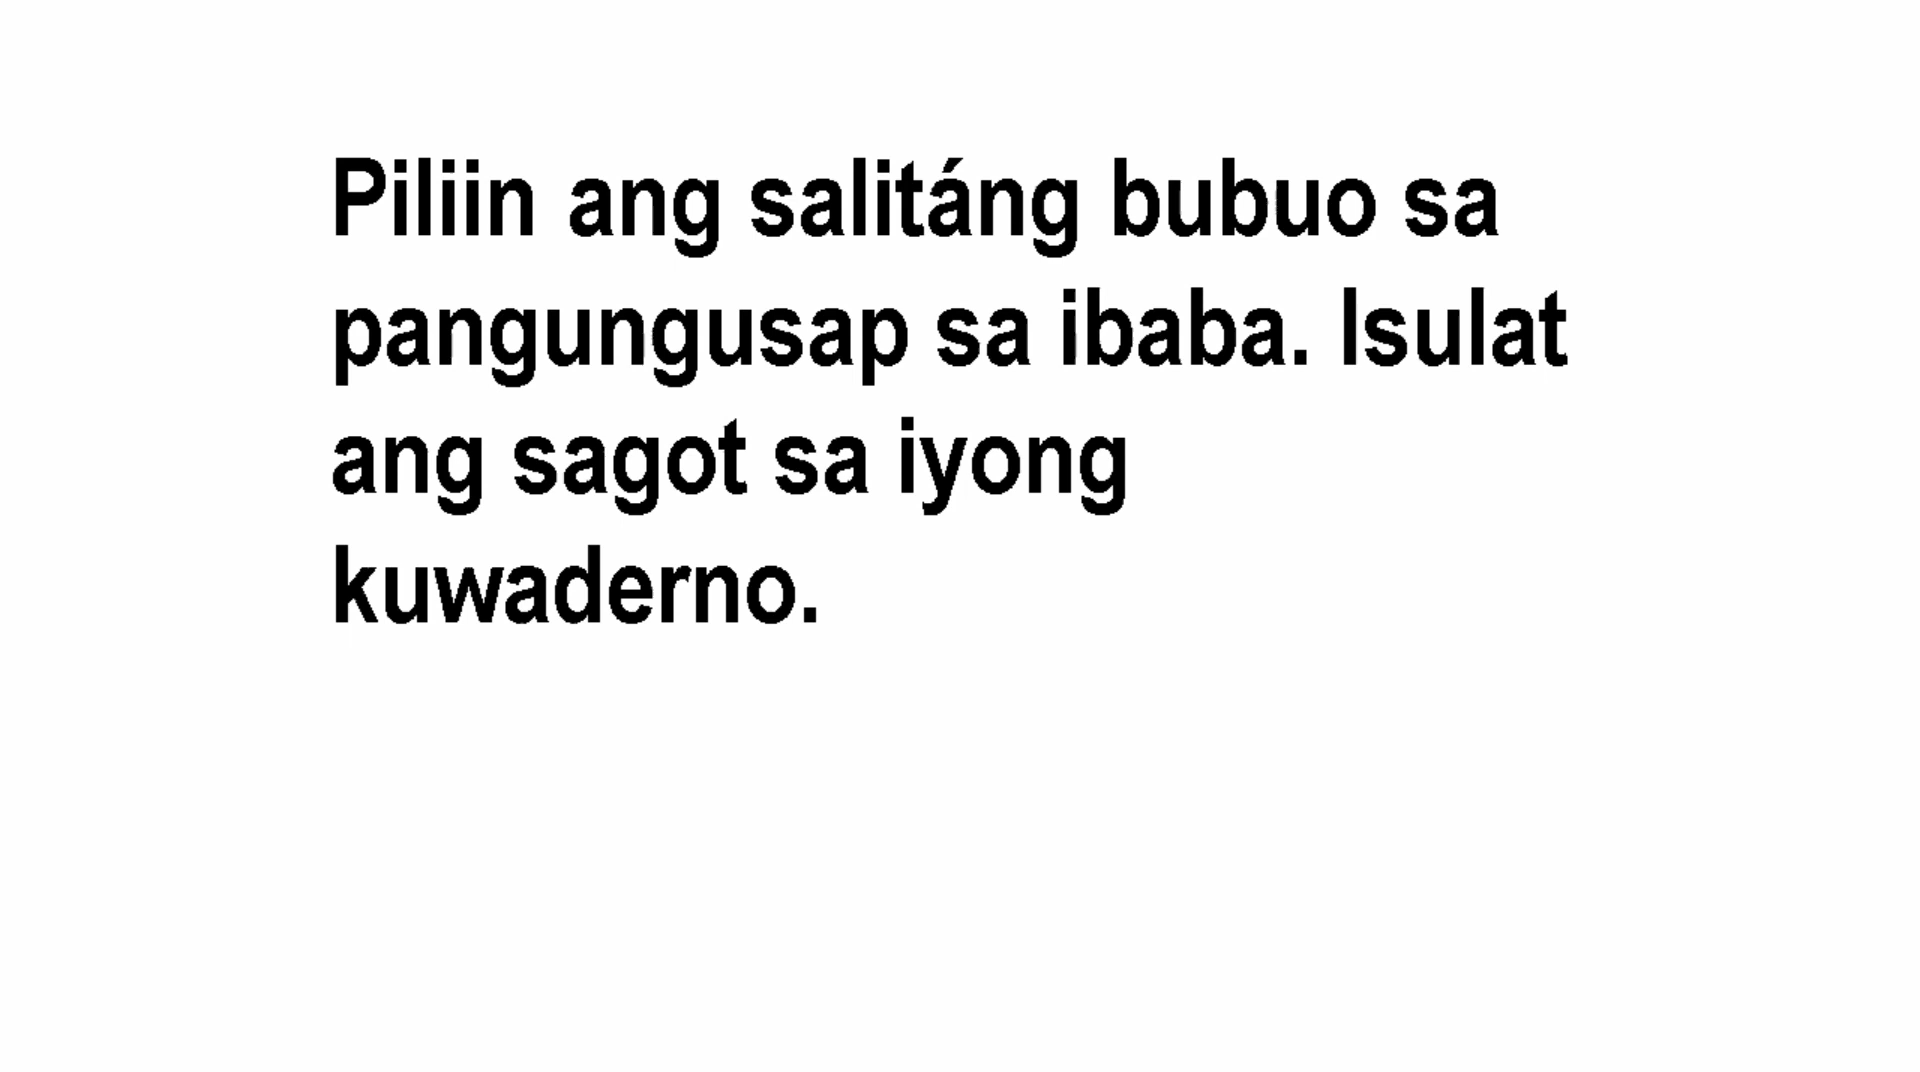 Piliin ang salitáng bubuo sa
pangungusap sa ibaba. Isulat
ang sagot sa iyong
kuwaderno.